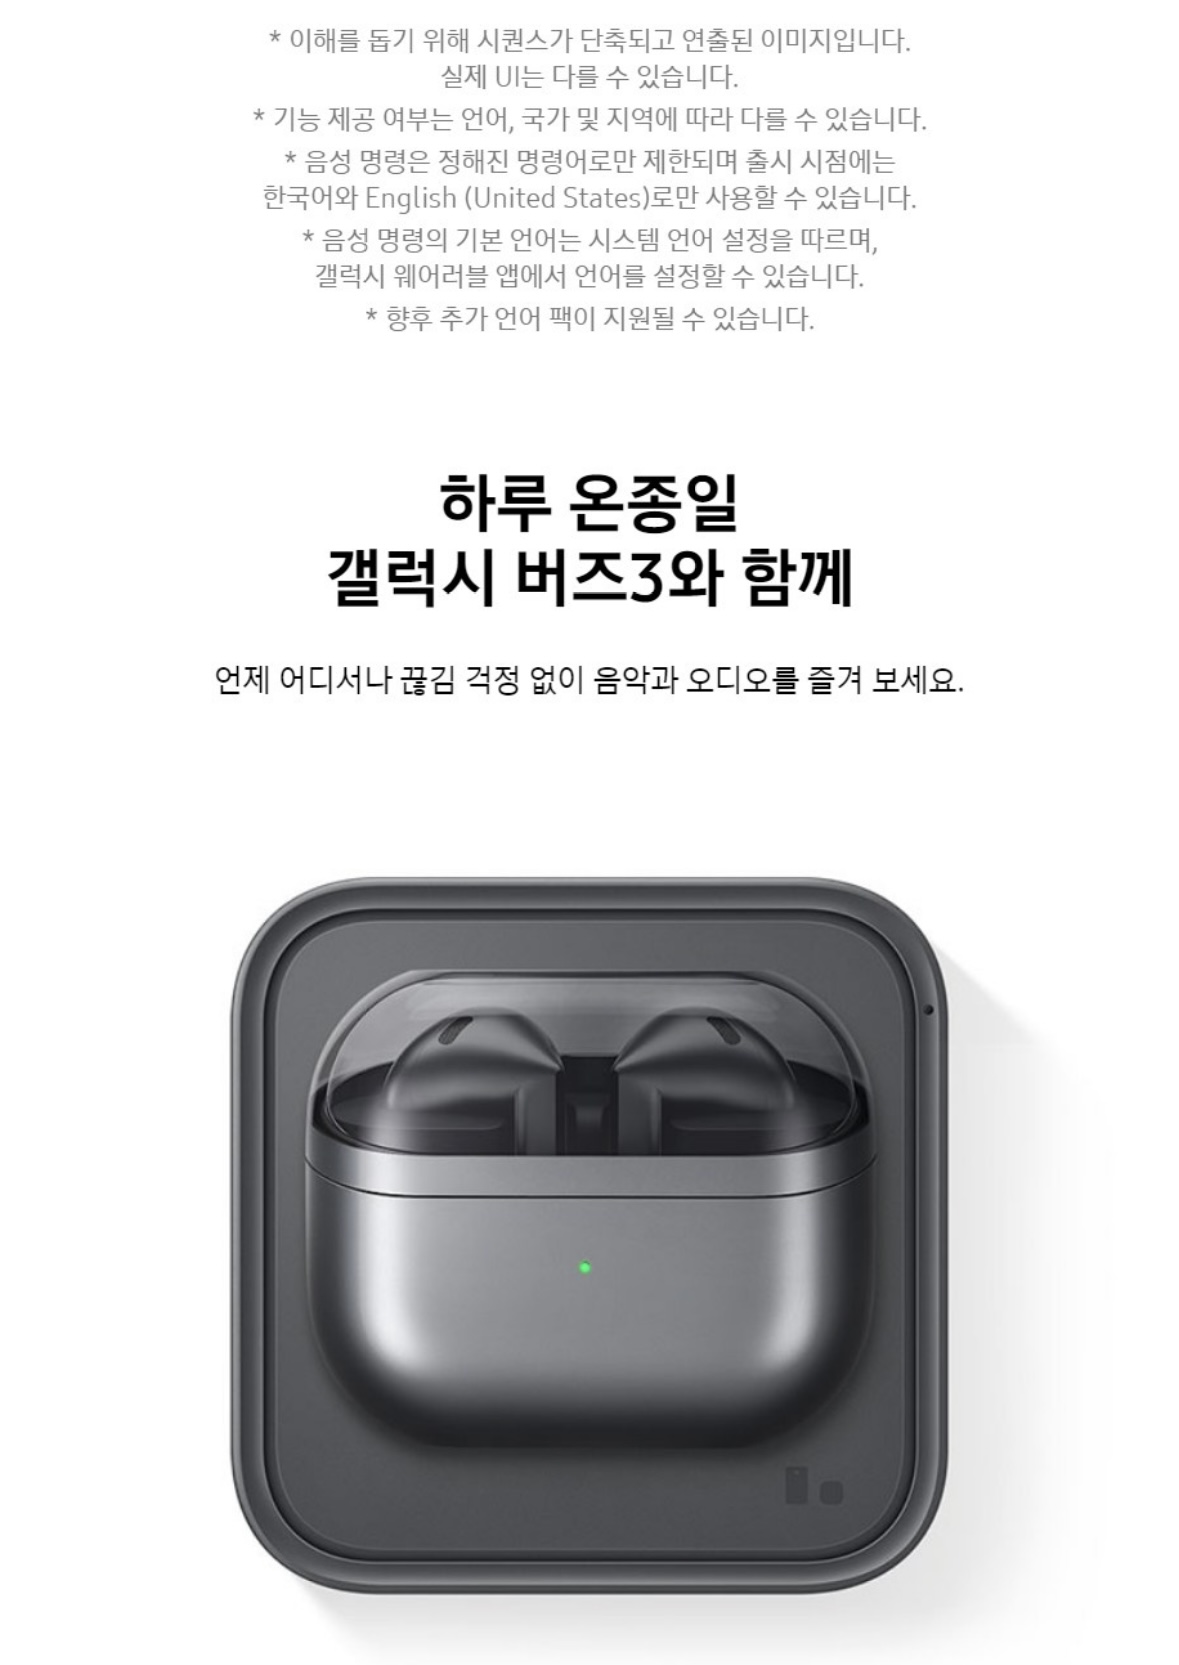 * 이해를 돕기 위해 시퀀스가 단축되고 연출된 이미지입니다.
실제 UI는 다를 수 있습니다.
* 기능 제공 여부는 언어, 국가 및 지역에 따라 다를 수 있습니다.
* 음성 명령은 정해진 명령어로만 제한되며 출시 시점에는
한국어와 English (United States)로만 사용할 수 있습니다.
* 음성 명령의 기본 언어는 시스템 언어 설정을 따르며,
갤럭시 웨어러블 앱에서 언어를 설정할 수 있습니다.
* 향후 추가 언어 팩이 지원될 수 있습니다.
하루 온종일
갤럭시 버즈3와 함께
언제 어디서나 끊김 걱정 없이 음악과 오디오를 즐겨 보세요.